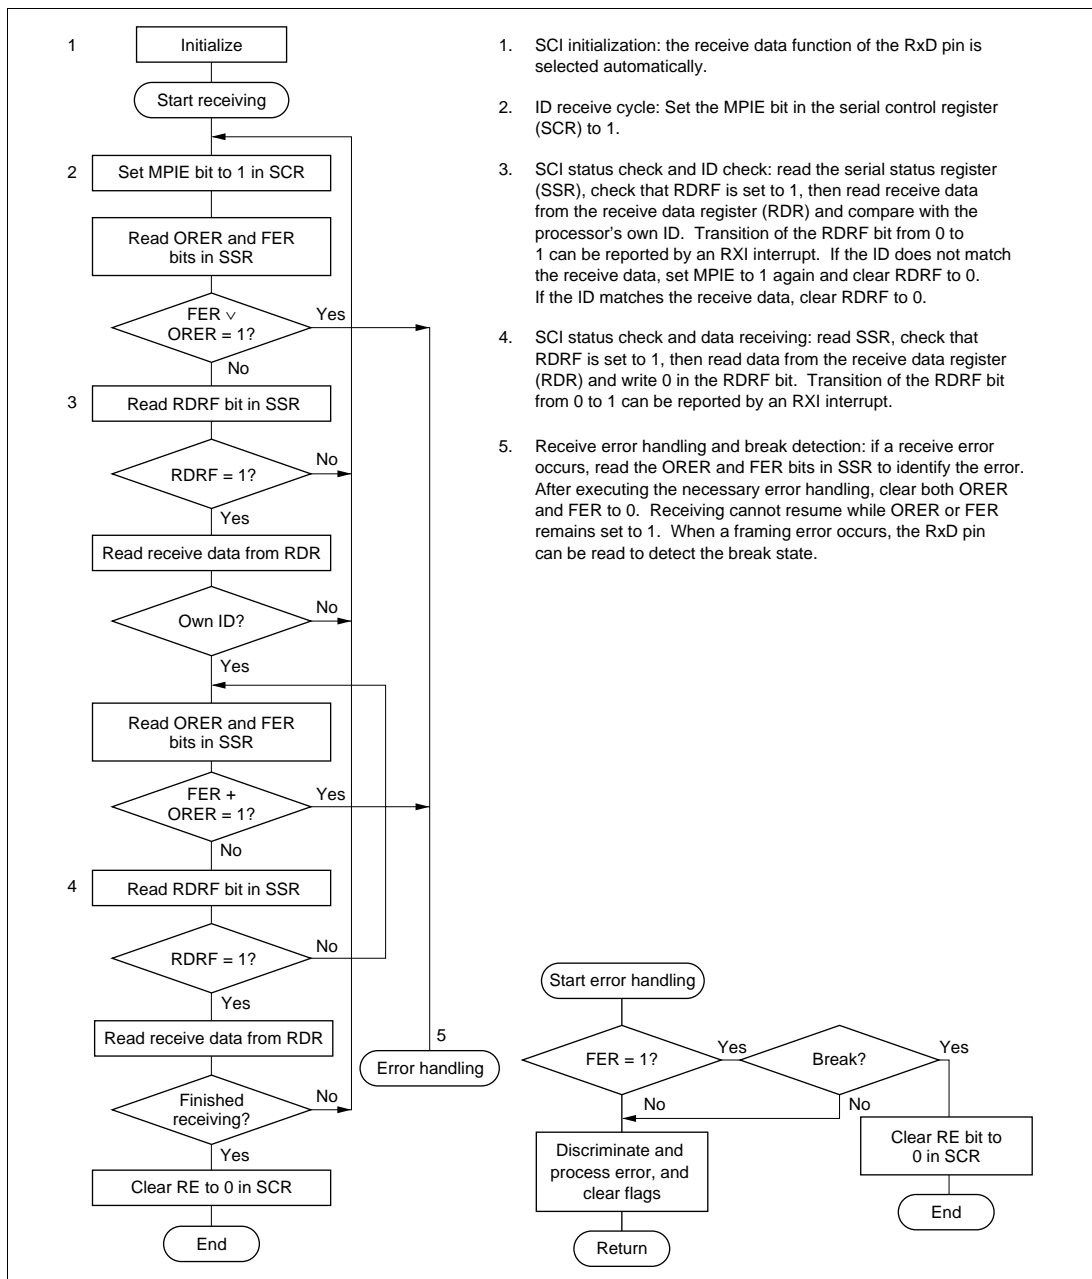 1
Initialize
Start receiving
2
Set MPIE bit to 1 in SCR
Read ORER and FER
bits in SSR
FER ∨
ORER = 1?
Yes
No
3
Read RDRF bit in SSR
RDRF = 1?
No
Yes
Read receive data from RDR
Own ID?
No
Yes
Read ORER and FER
bits in SSR
FER +
ORER = 1?
Yes
No
4
Read RDRF bit in SSR
RDRF = 1?
No
Yes
Read receive data from RDR
5
Error handling
Finished
receiving?
No
Yes
Clear RE to 0 in SCR
End
1. SCI initialization: the receive data function of the RxD pin is
selected automatically.
2. ID receive cycle: Set the MPIE bit in the serial control register
(SCR) to 1.
3. SCI status check and ID check: read the serial status register
(SSR), check that RDRF is set to 1, then read receive data
from the receive data register (RDR) and compare with the
processor's own ID. Transition of the RDRF bit from 0 to
1 can be reported by an RXI interrupt. If the ID does not match
the receive data, set MPIE to 1 again and clear RDRF to 0.
If the ID matches the receive data, clear RDRF to 0.
4. SCI status check and data receiving: read SSR, check that
RDRF is set to 1, then read data from the receive data register
(RDR) and write 0 in the RDRF bit. Transition of the RDRF bit
from 0 to 1 can be reported by an RXI interrupt.
5. Receive error handling and break detection: if a receive error
occurs, read the ORER and FER bits in SSR to identify the error.
After executing the necessary error handling, clear both ORER
and FER to 0. Receiving cannot resume while ORER or FER
remains set to 1. When a framing error occurs, the RxD pin
can be read to detect the break state.
Start error handling
FER = 1?
Yes
Break?
Yes
No
No
Discriminate and
process error, and
clear flags
Clear RE bit to
0 in SCR
Return
End